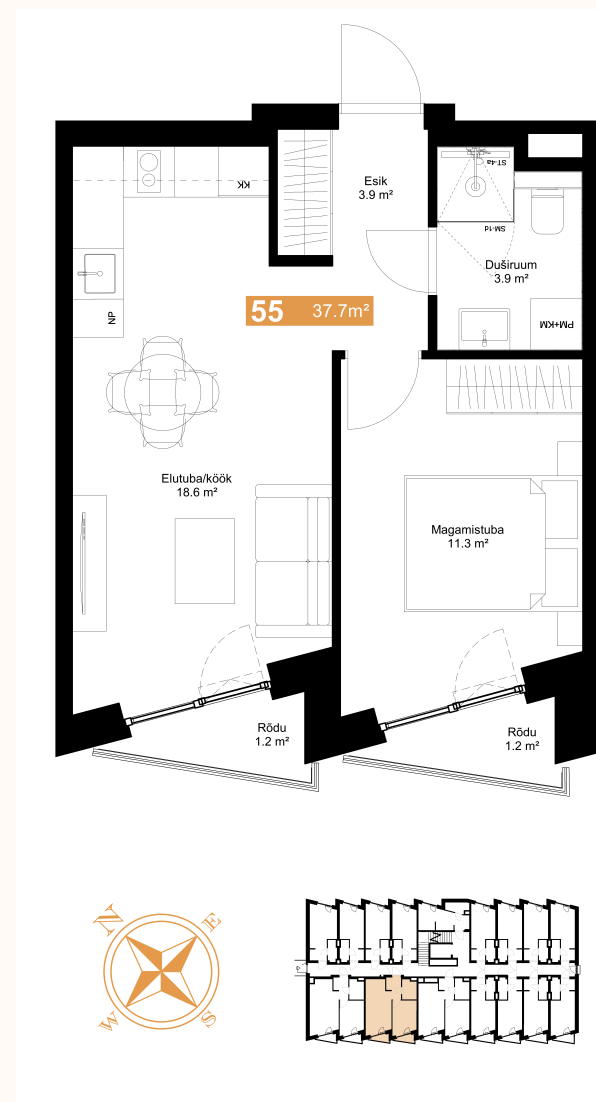 KK
Esik
3.9 m²
ST-4a
SM-1d
Duširuum
3.9 m²
55 37.7m²
NP
PM+KM
Elutuba/köök
18.6 m²
Magamistuba
11.3 m²
Rõdu
1.2 m²
Rõdu
1.2 m²
N
E
W
S